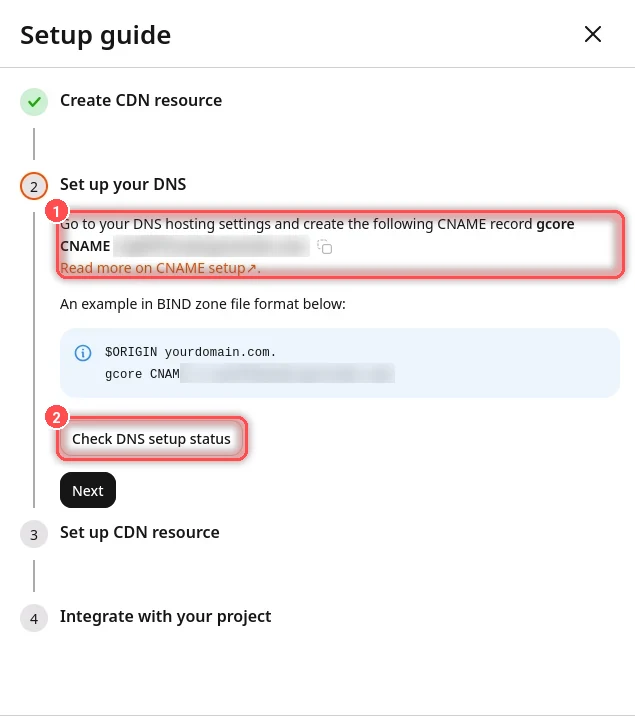 Setup guide
Create CDN resource
2
Set up your DNS
1
Go to your DNS hosting settings and create the following CNAME record gcore
CNAME
Read more on CNAME setup↗.
An example in BIND zone file format below:
$ORIGIN yourdomain.com.
gcore CNAM
2
Check DNS setup status
Next
3
Set up CDN resource
4
Integrate with your project